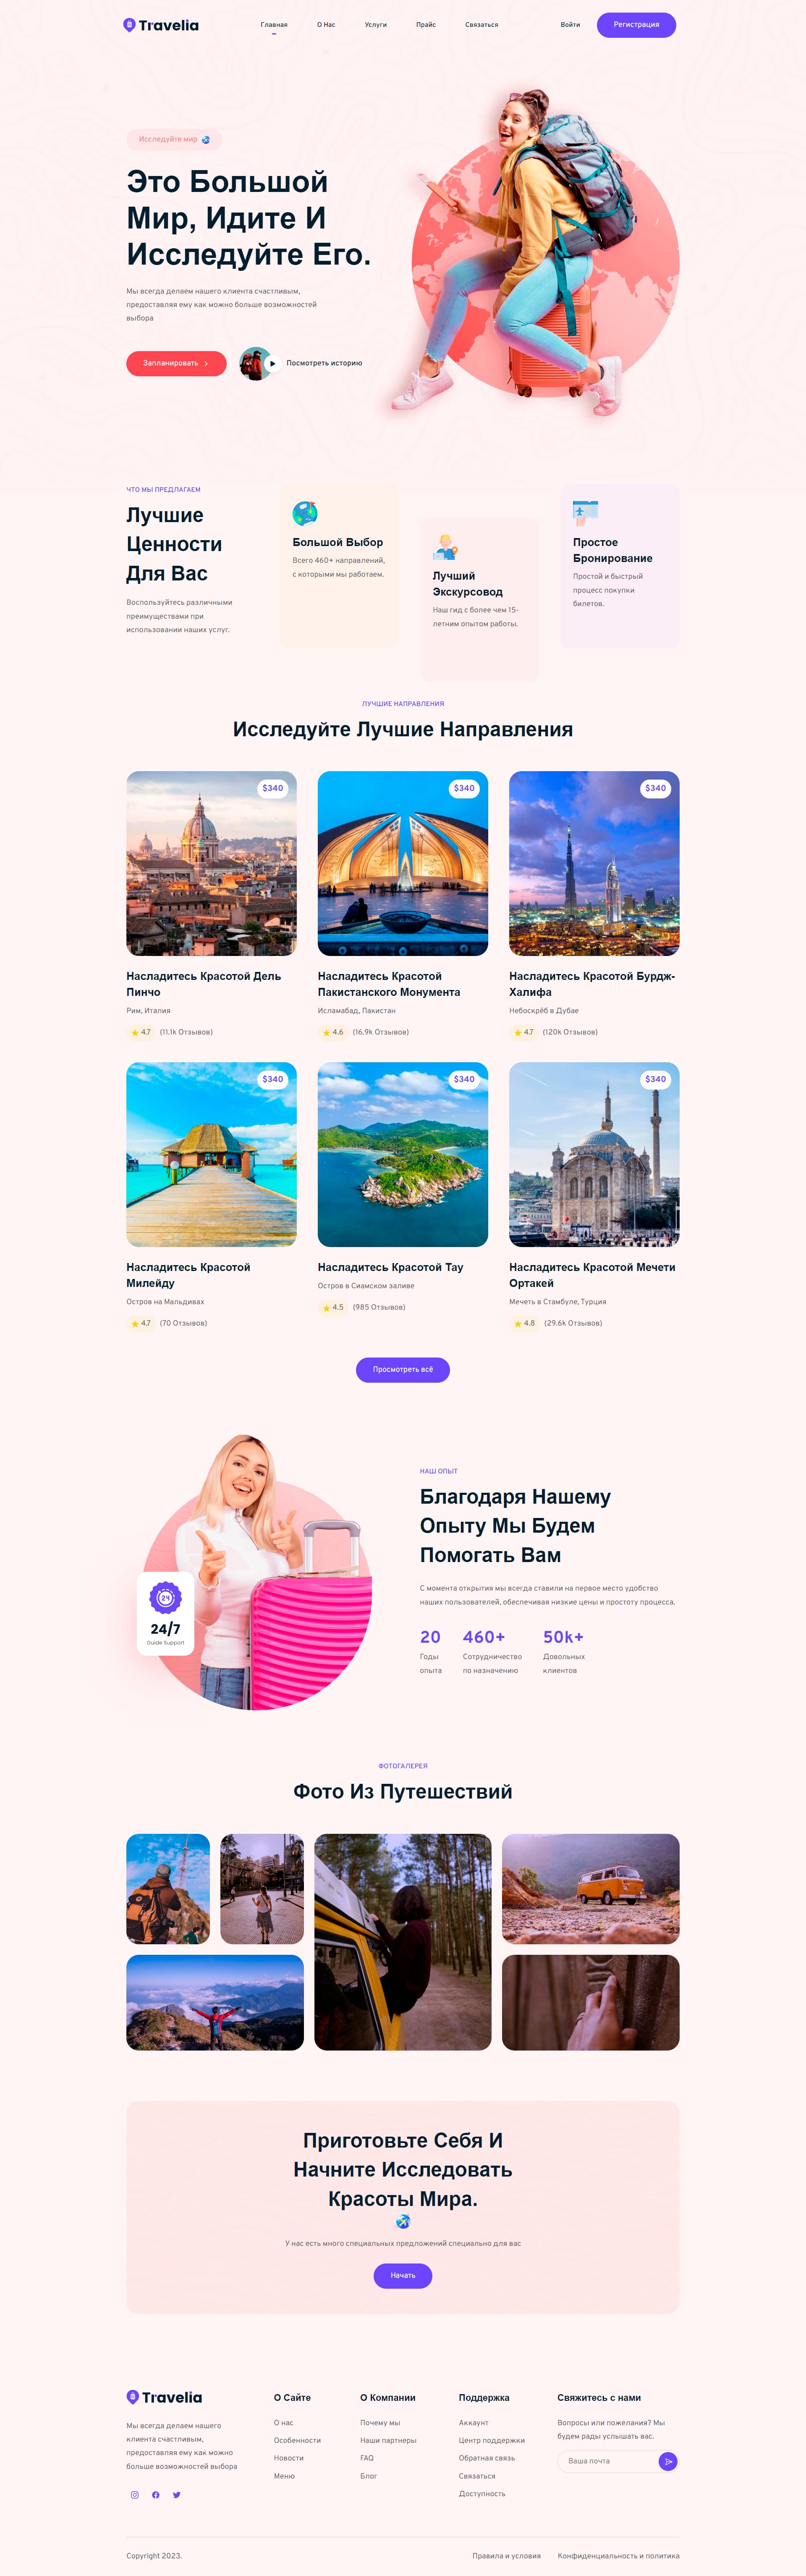 Travelia
Главная
О Нас
Услуги
Прайс
Связаться
Войти
Регистрация
Исследуйте мир
Это Большой
Мир, Идите И
Исследуйте Его.
Мы всегда делаем нашего клиента счастливым,
предоставляя ему как можно больше возможностей
выбора
Запланировать
Посмотреть историю
ЧТО МЫ ПРЕДЛАГАЕМ
Лучшие
Ценности
Для Вас
Воспользуйтесь различными
преимуществами при
использовании наших услуг.
Большой Выбор
Всего 460+ направлений,
с которыми мы работаем.
Лучший
Экскурсовод
Наш гид с более чем 15-
летним опытом работы.
Простое
Бронирование
Простой и быстрый
процесс покупки
билетов.
ЛУЧШИЕ НАПРАВЛЕНИЯ
Исследуйте Лучшие Направления
$340
$340
$340
Насладитесь Красотой Дель
Пинчо
Рим, Италия
4.7 (11.1k Отзывов)
Насладитесь Красотой
Пакистанского Монумента
Исламабад, Пакистан
4.6 (16.9k Отзывов)
Насладитесь Красотой Бурдж-
Халифа
Небоскрёб в Дубае
4.7 (120k Отзывов)
$340
$340
$340
Насладитесь Красотой
Милейду
Остров на Мальдивах
4.7 (70 Отзывов)
Насладитесь Красотой Тау
Остров в Сиамском заливе
4.5 (985 Отзывов)
Насладитесь Красотой Мечети
Ортакей
Мечеть в Стамбуле, Турция
4.8 (29.6k Отзывов)
Просмотреть всё
24
24/7
Guide Support
НАШ ОПЫТ
Благодаря Нашему
Опыту Мы Будем
Помогать Вам
С момента открытия мы всегда ставили на первое место удобство
наших пользователей, обеспечивая низкие цены и простоту процесса.
20
Годы
опыта
460+
Сотрудничество
по назначению
50k+
Довольных
клиентов
ФОТОГАЛЕРЕЯ
Фото Из Путешествий
Приготовьте Себя И
Начните Исследовать
Красоты Мира.
У нас есть много специальных предложений специально для вас
Начать
Travelia
Мы всегда делаем нашего
клиента счастливым,
предоставляя ему как можно
больше возможностей выбора
О Сайте
О нас
Особенности
Новости
Меню
О Компании
Почему мы
Наши партнеры
FAQ
Блог
Поддержка
Аккаунт
Центр поддержки
Обратная связь
Связаться
Доступность
Свяжитесь с нами
Вопросы или пожелания? Мы
будем рады услышать вас.
Ваша почта
Copyright 2023.
Правила и условия
Конфиденциальность и политика